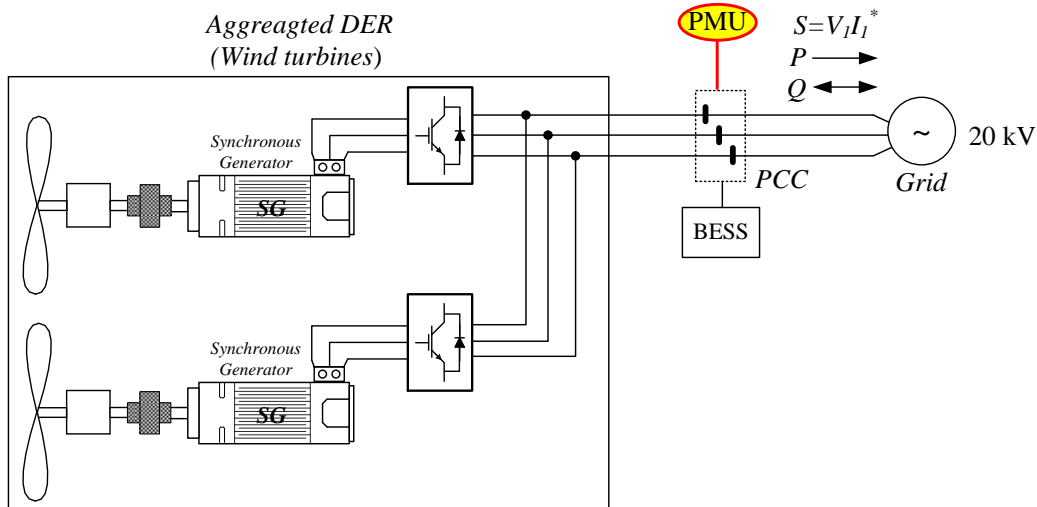 Aggreagted DER
(Wind turbines)
PMU
S=V₁I₁*
P
Q
Synchronous
Generator
SG
~
20 kV
PCC
Grid
BESS
Synchronous
Generator
SG